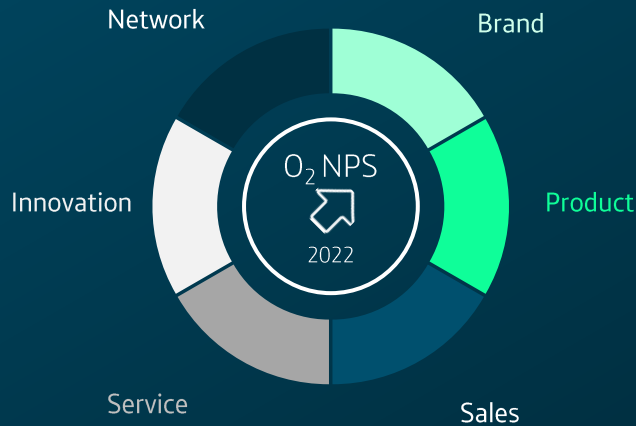 Network
Brand
O₂ NPS
Innovation
Product
2022
Service
Sales